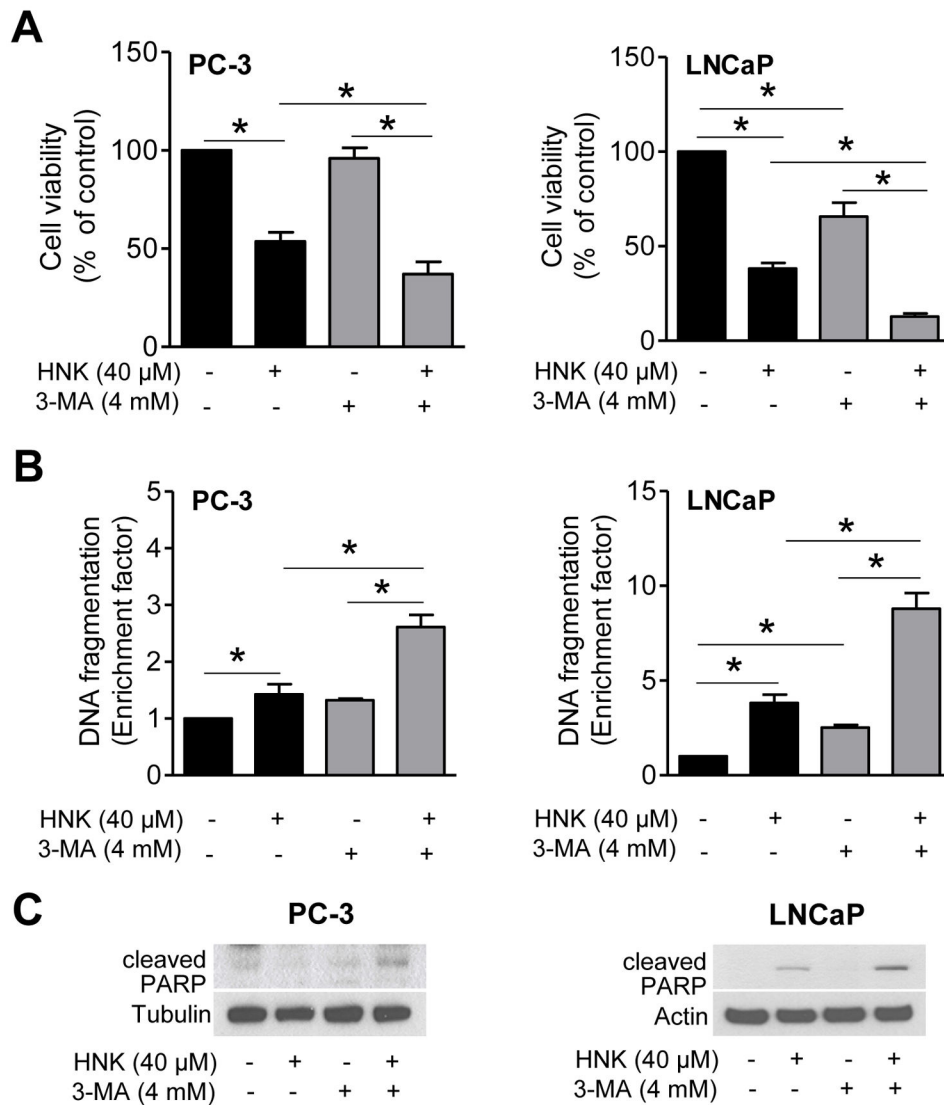 A
PC-3
Cell viability
(% of control)
150
100
50
0
*
*
*
HNK (40 µM) - + - +
3-MA (4 mM) - - + +
LNCaP
Cell viability
(% of control)
150
100
50
0
*
*
*
*
HNK (40 µM) - + - +
3-MA (4 mM) - - + +
B
PC-3
DNA fragmentation
(Enrichment factor)
5
4
3
2
1
0
*
*
*
HNK (40 µM) - + - +
3-MA (4 mM) - - + +
LNCaP
DNA fragmentation
(Enrichment factor)
15
10
5
0
*
*
*
*
HNK (40 µM) - + - +
3-MA (4 mM) - - + +
C
PC-3
cleaved
PARP
Tubulin
HNK (40 µM) - + - +
3-MA (4 mM) - - + +
LNCaP
cleaved
PARP
Actin
HNK (40 µM) - + - +
3-MA (4 mM) - - + +